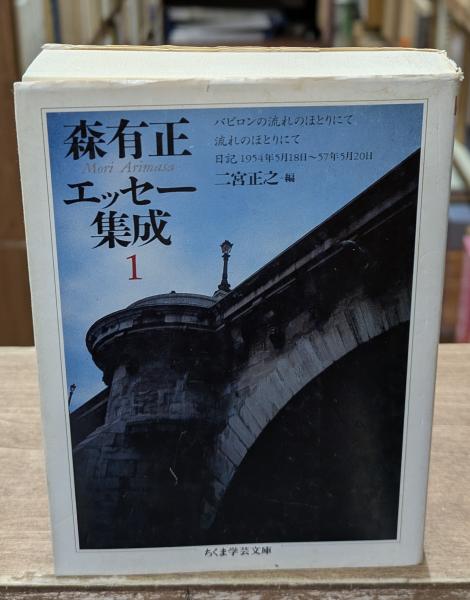 森有正
Mori Arimasa
エッセー
集成
1
バビロンの流れのほとりにて
流れのほとりにて
日記 1954年5月18日〜57年5月20日
二宮正之 編
ちくま学芸文庫